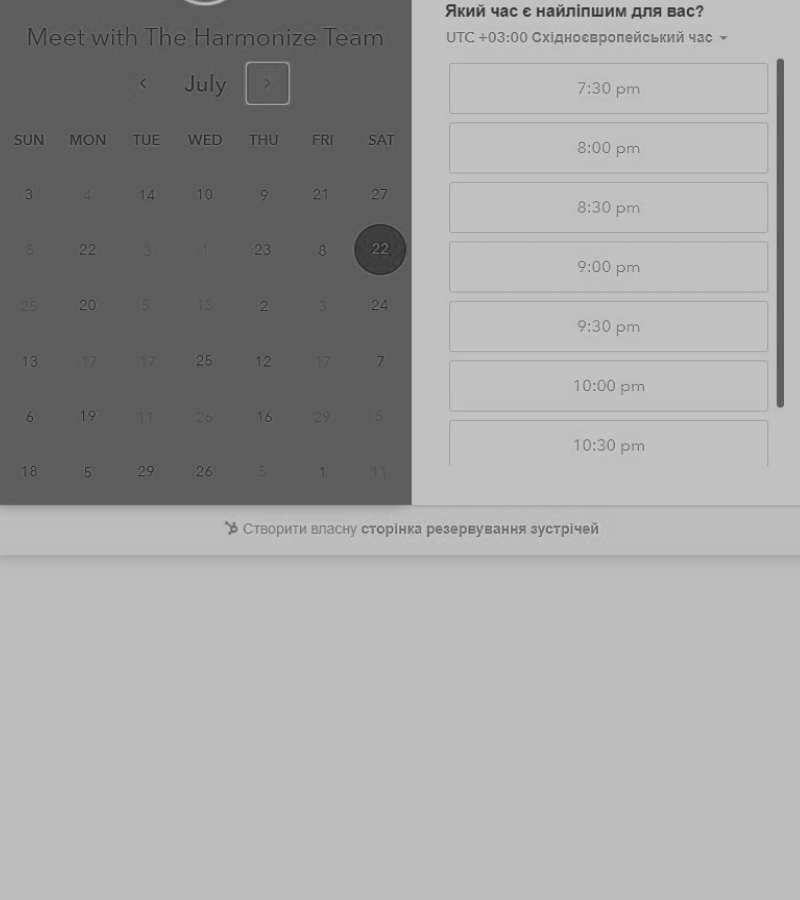 Meet with The Harmonize Team
July
SUN MON TUE WED THU FRI SAT
3 4 14 10 9 21 27
8 22 3 1 23 8 22
25 20 5 13 2 3 24
13 17 17 25 12 17 7
6 19 11 26 16 29 5
18 5 29 26 5 1 11
Який час є найліпшим для вас?
UTC +03:00 Східноєвропейський час
7:30 pm
8:00 pm
8:30 pm
9:00 pm
9:30 pm
10:00 pm
10:30 pm
Створити власну сторінка резервування зустрічей